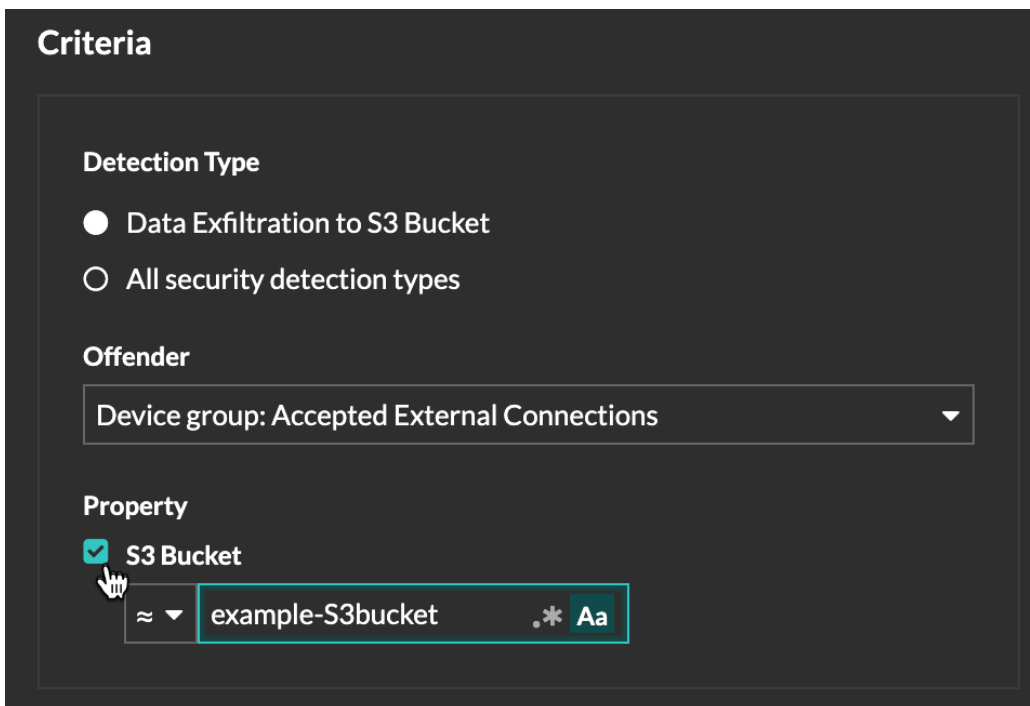 Criteria
Detection Type
Data Exfiltration to S3 Bucket
All security detection types
Offender
Device group: Accepted External Connections
Property
S3 Bucket
≈ example-S3bucket .* Aa